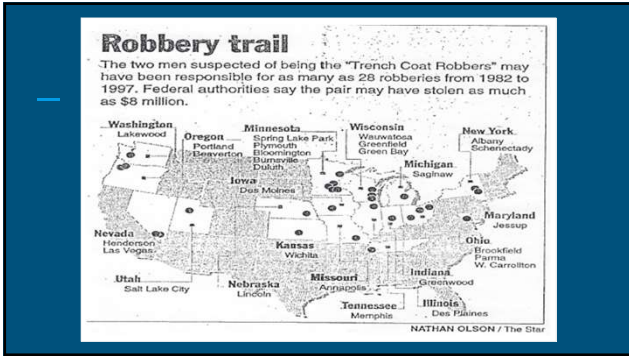 Robbery trail
The two men suspected of being the "Trench Coat Robbers" may
have been responsible for as many as 28 robberies from 1982 to
1997. Federal authorities say the pair may have stolen as much
as $8 million.
Washington
Lakewood
Oregon
Portland
Beaverton
Minnesota
Spring Lake Park
Plymouth
Bloomington
Burnsville
Duluth
Wisconsin
Wauwatosa
Greenfield
Green Bay
New York
Albany
Schenectady
Michigan
Saginaw
Iowa
Des Moines
Maryland
Jessup
Nevada
Henderson
Las Vegas
Kansas
Wichita
Ohio
Brookfield
Parma
W. Carrollton
Utah
Salt Lake City
Nebraska
Lincoln
Missouri
Annapolis
Indiana
Greenwood
Tennessee
Memphis
Illinois
Des Plaines
NATHAN OLSON / The Star